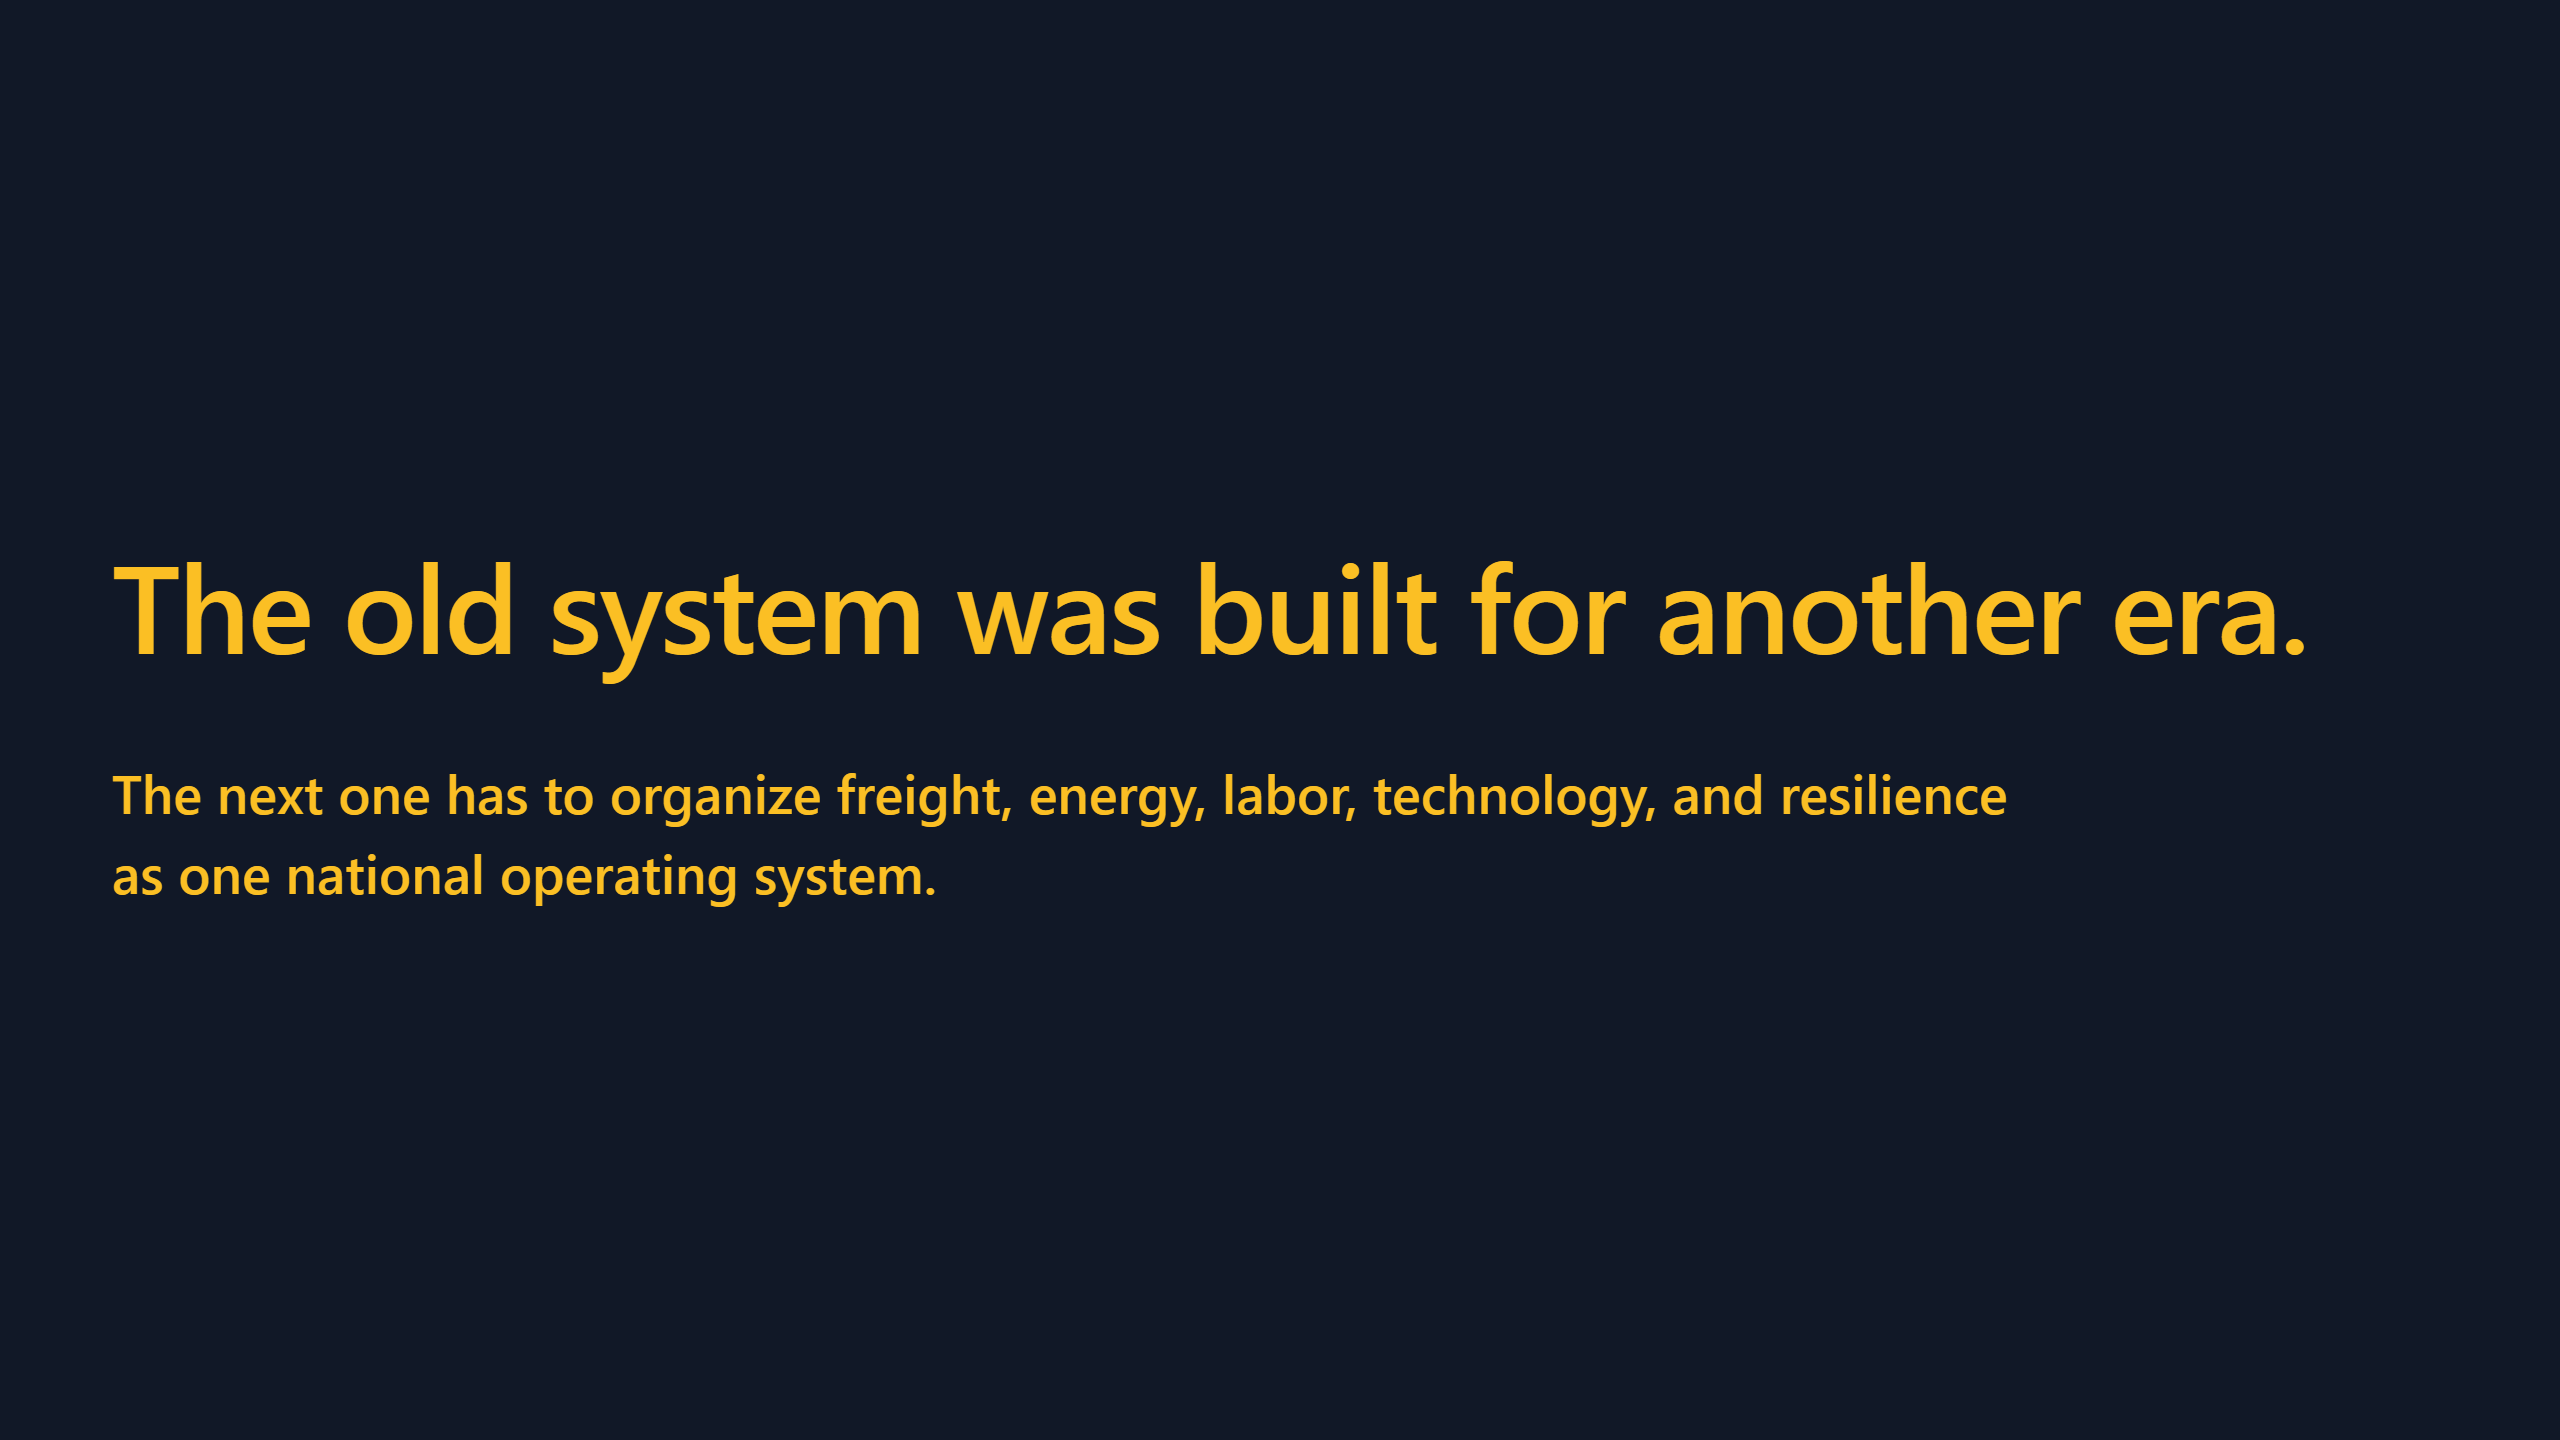 The old system was built for another era.
The next one has to organize freight, energy, labor, technology, and resilience
as one national operating system.